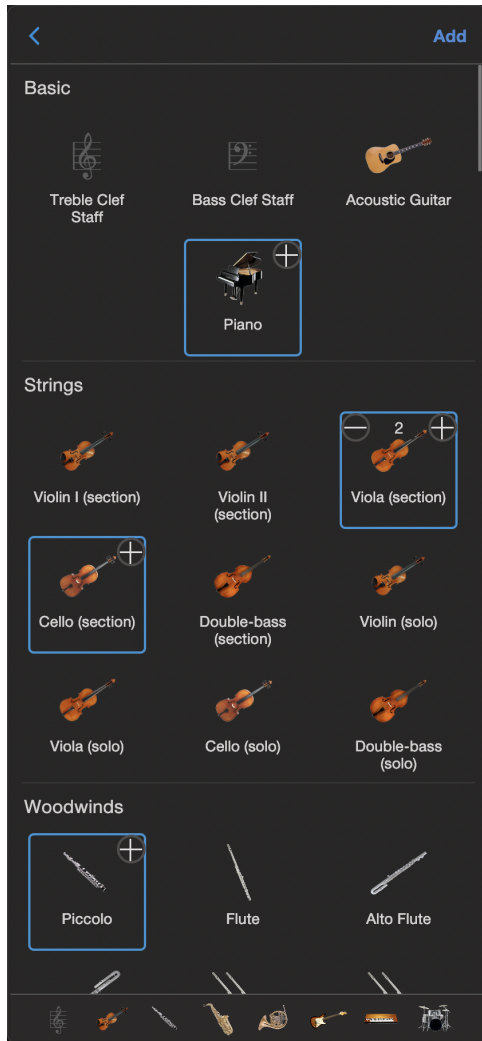 Add
Basic
Treble Clef
Staff
Bass Clef Staff
Acoustic Guitar
Piano
Strings
Violin I (section)
Violin II
(section)
2
Viola (section)
Cello (section)
Double-bass
(section)
Violin (solo)
Viola (solo)
Cello (solo)
Double-bass
(solo)
Woodwinds
Piccolo
Flute
Alto Flute